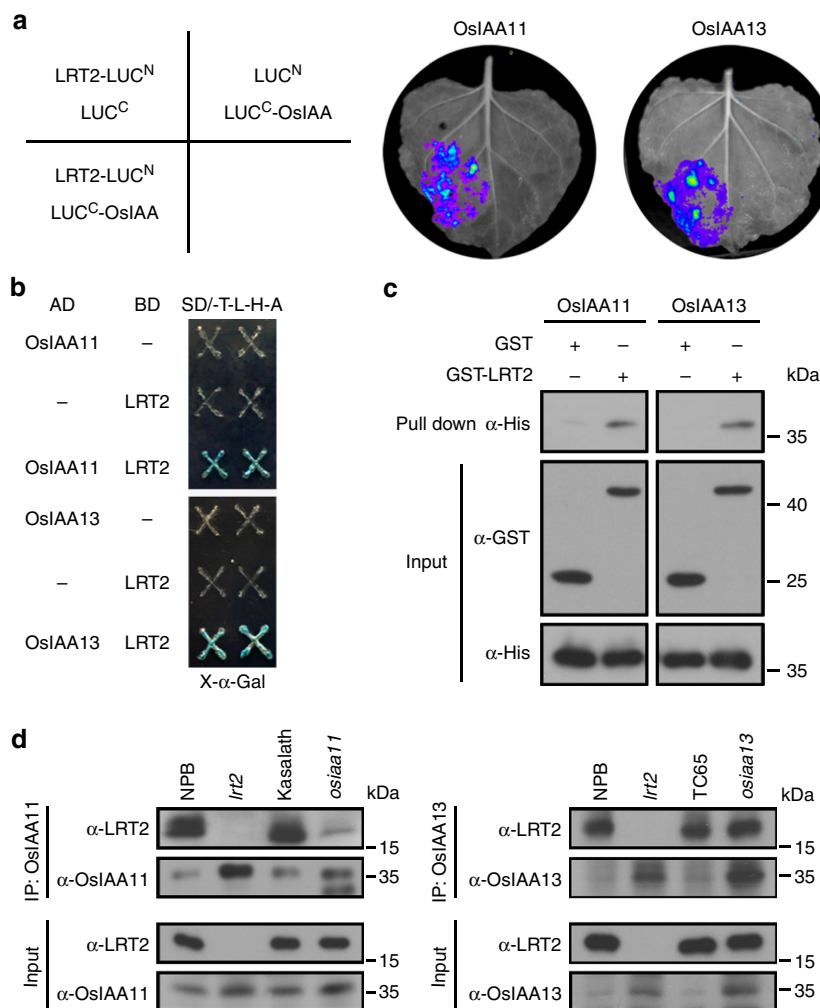 a
OsIAA11 OsIAA13
LRT2-LUC^N LUC^N
LUC^C LUC^C-OsIAA
LRT2-LUC^N
LUC^C-OsIAA
b
AD BD SD/-T-L-H-A
OsIAA11 –
– LRT2
OsIAA11 LRT2
OsIAA13 –
– LRT2
OsIAA13 LRT2
X-α-Gal
c
OsIAA11 OsIAA13
GST + – + –
GST-LRT2 – + – + kDa
Pull down α-His 35
Input
α-GST 40
25
α-His 35
d
NPB lrt2 Kasalath osiaa11 kDa
IP: OsIAA11
α-LRT2 15
α-OsIAA11 35
Input
α-LRT2 15
α-OsIAA11 35
NPB lrt2 TC65 osiaa13 kDa
IP: OsIAA13
α-LRT2 15
α-OsIAA13 35
Input
α-LRT2 15
α-OsIAA13 35